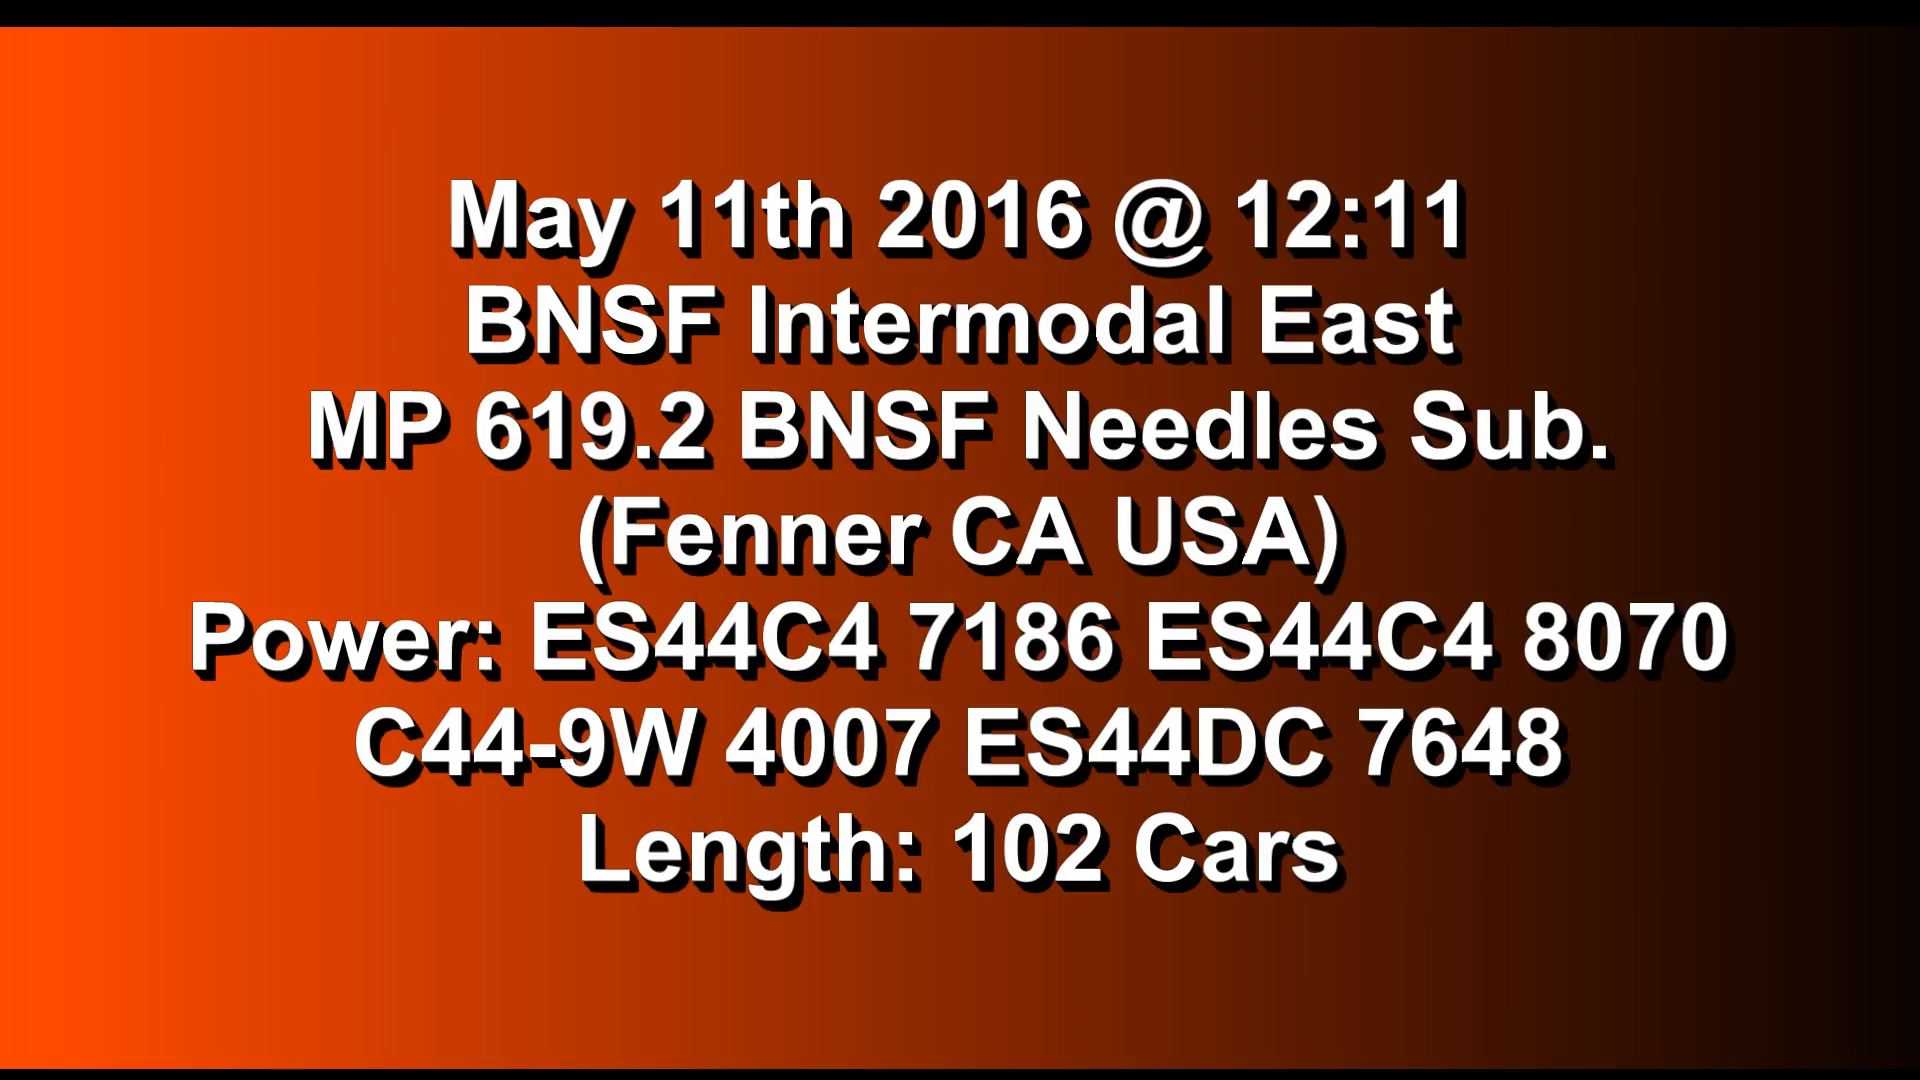 May 11th 2016 @ 12:11
BNSF Intermodal East
MP 619.2 BNSF Needles Sub.
(Fenner CA USA)
Power: ES44C4 7186 ES44C4 8070
C44-9W 4007 ES44DC 7648
Length: 102 Cars